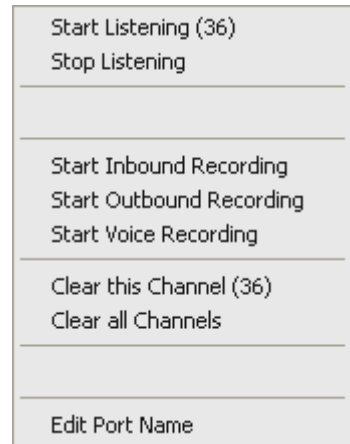 Start Listening (36)
Stop Listening
Start Inbound Recording
Start Outbound Recording
Start Voice Recording
Clear this Channel (36)
Clear all Channels
Edit Port Name